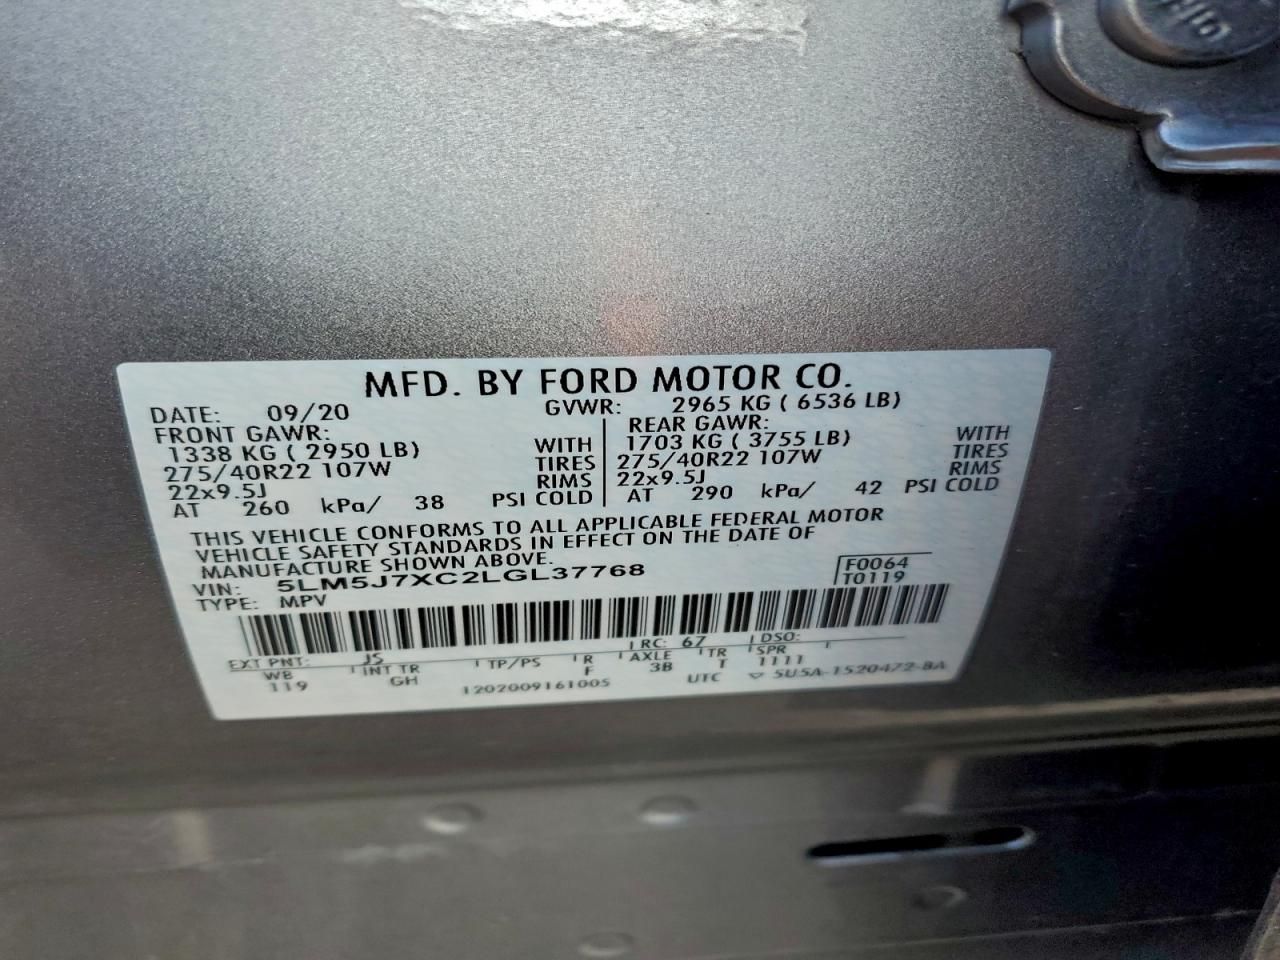 MFD. BY FORD MOTOR CO.
DATE: 09/20 GVWR: 2965 KG ( 6536 LB)
FRONT GAWR: REAR GAWR:
1338 KG ( 2950 LB) WITH 1703 KG ( 3755 LB) WITH
275/40R22 107W TIRES 275/40R22 107W TIRES
22x9.5J RIMS 22x9.5J RIMS
AT 260 kPa/ 38 PSI COLD AT 290 kPa/ 42 PSI COLD
THIS VEHICLE CONFORMS TO ALL APPLICABLE FEDERAL MOTOR
VEHICLE SAFETY STANDARDS IN EFFECT ON THE DATE OF
MANUFACTURE SHOWN ABOVE.
VIN: 5LM5J7XC2LGL37768 F0064
TYPE: MPV T0119
EXT PNT: JS RC: 67 DSO:
WB INT TR TP/PS R AXLE TR SPR
119 GH F 3B T 1111
1202009161005 UTC ▽ 5U5A-1520472-BA